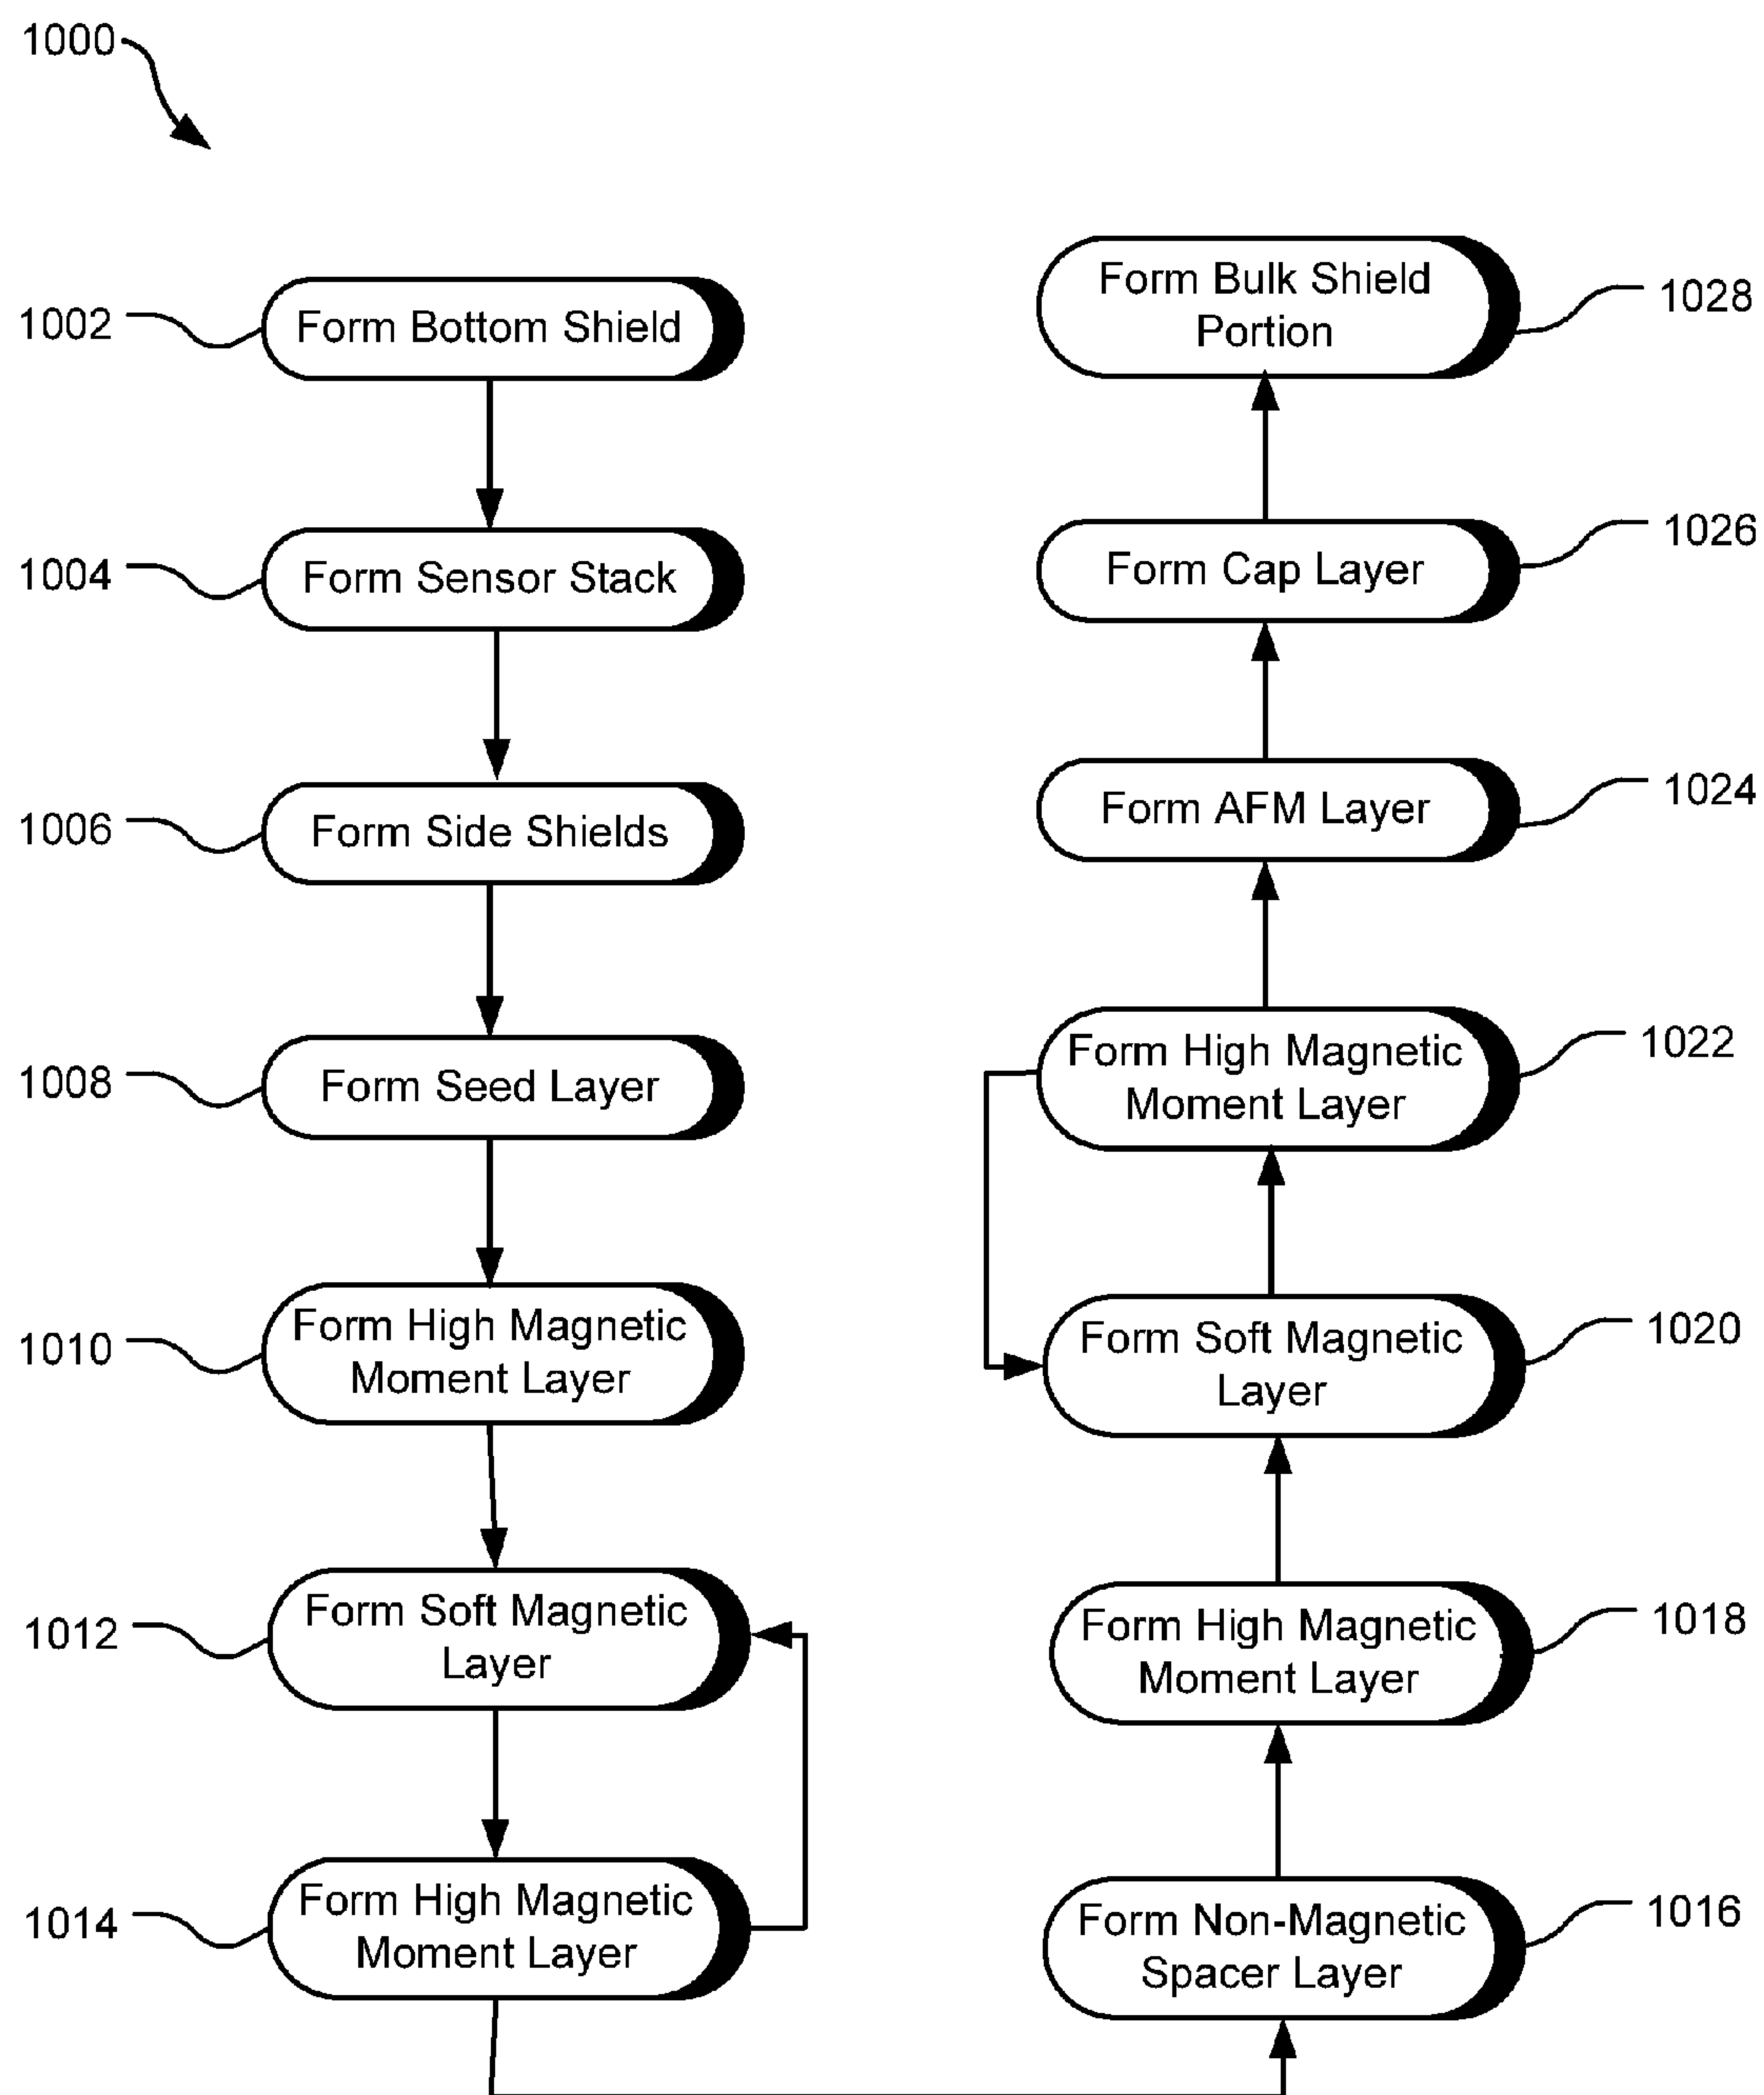 1000
1002
Form Bottom Shield
1004
Form Sensor Stack
1006
Form Side Shields
1008
Form Seed Layer
1010
Form High Magnetic
Moment Layer
1012
Form Soft Magnetic
Layer
1014
Form High Magnetic
Moment Layer
Form Bulk Shield
Portion
1028
Form Cap Layer
1026
Form AFM Layer
1024
Form High Magnetic
Moment Layer
1022
Form Soft Magnetic
Layer
1020
Form High Magnetic
Moment Layer
1018
Form Non-Magnetic
Spacer Layer
1016